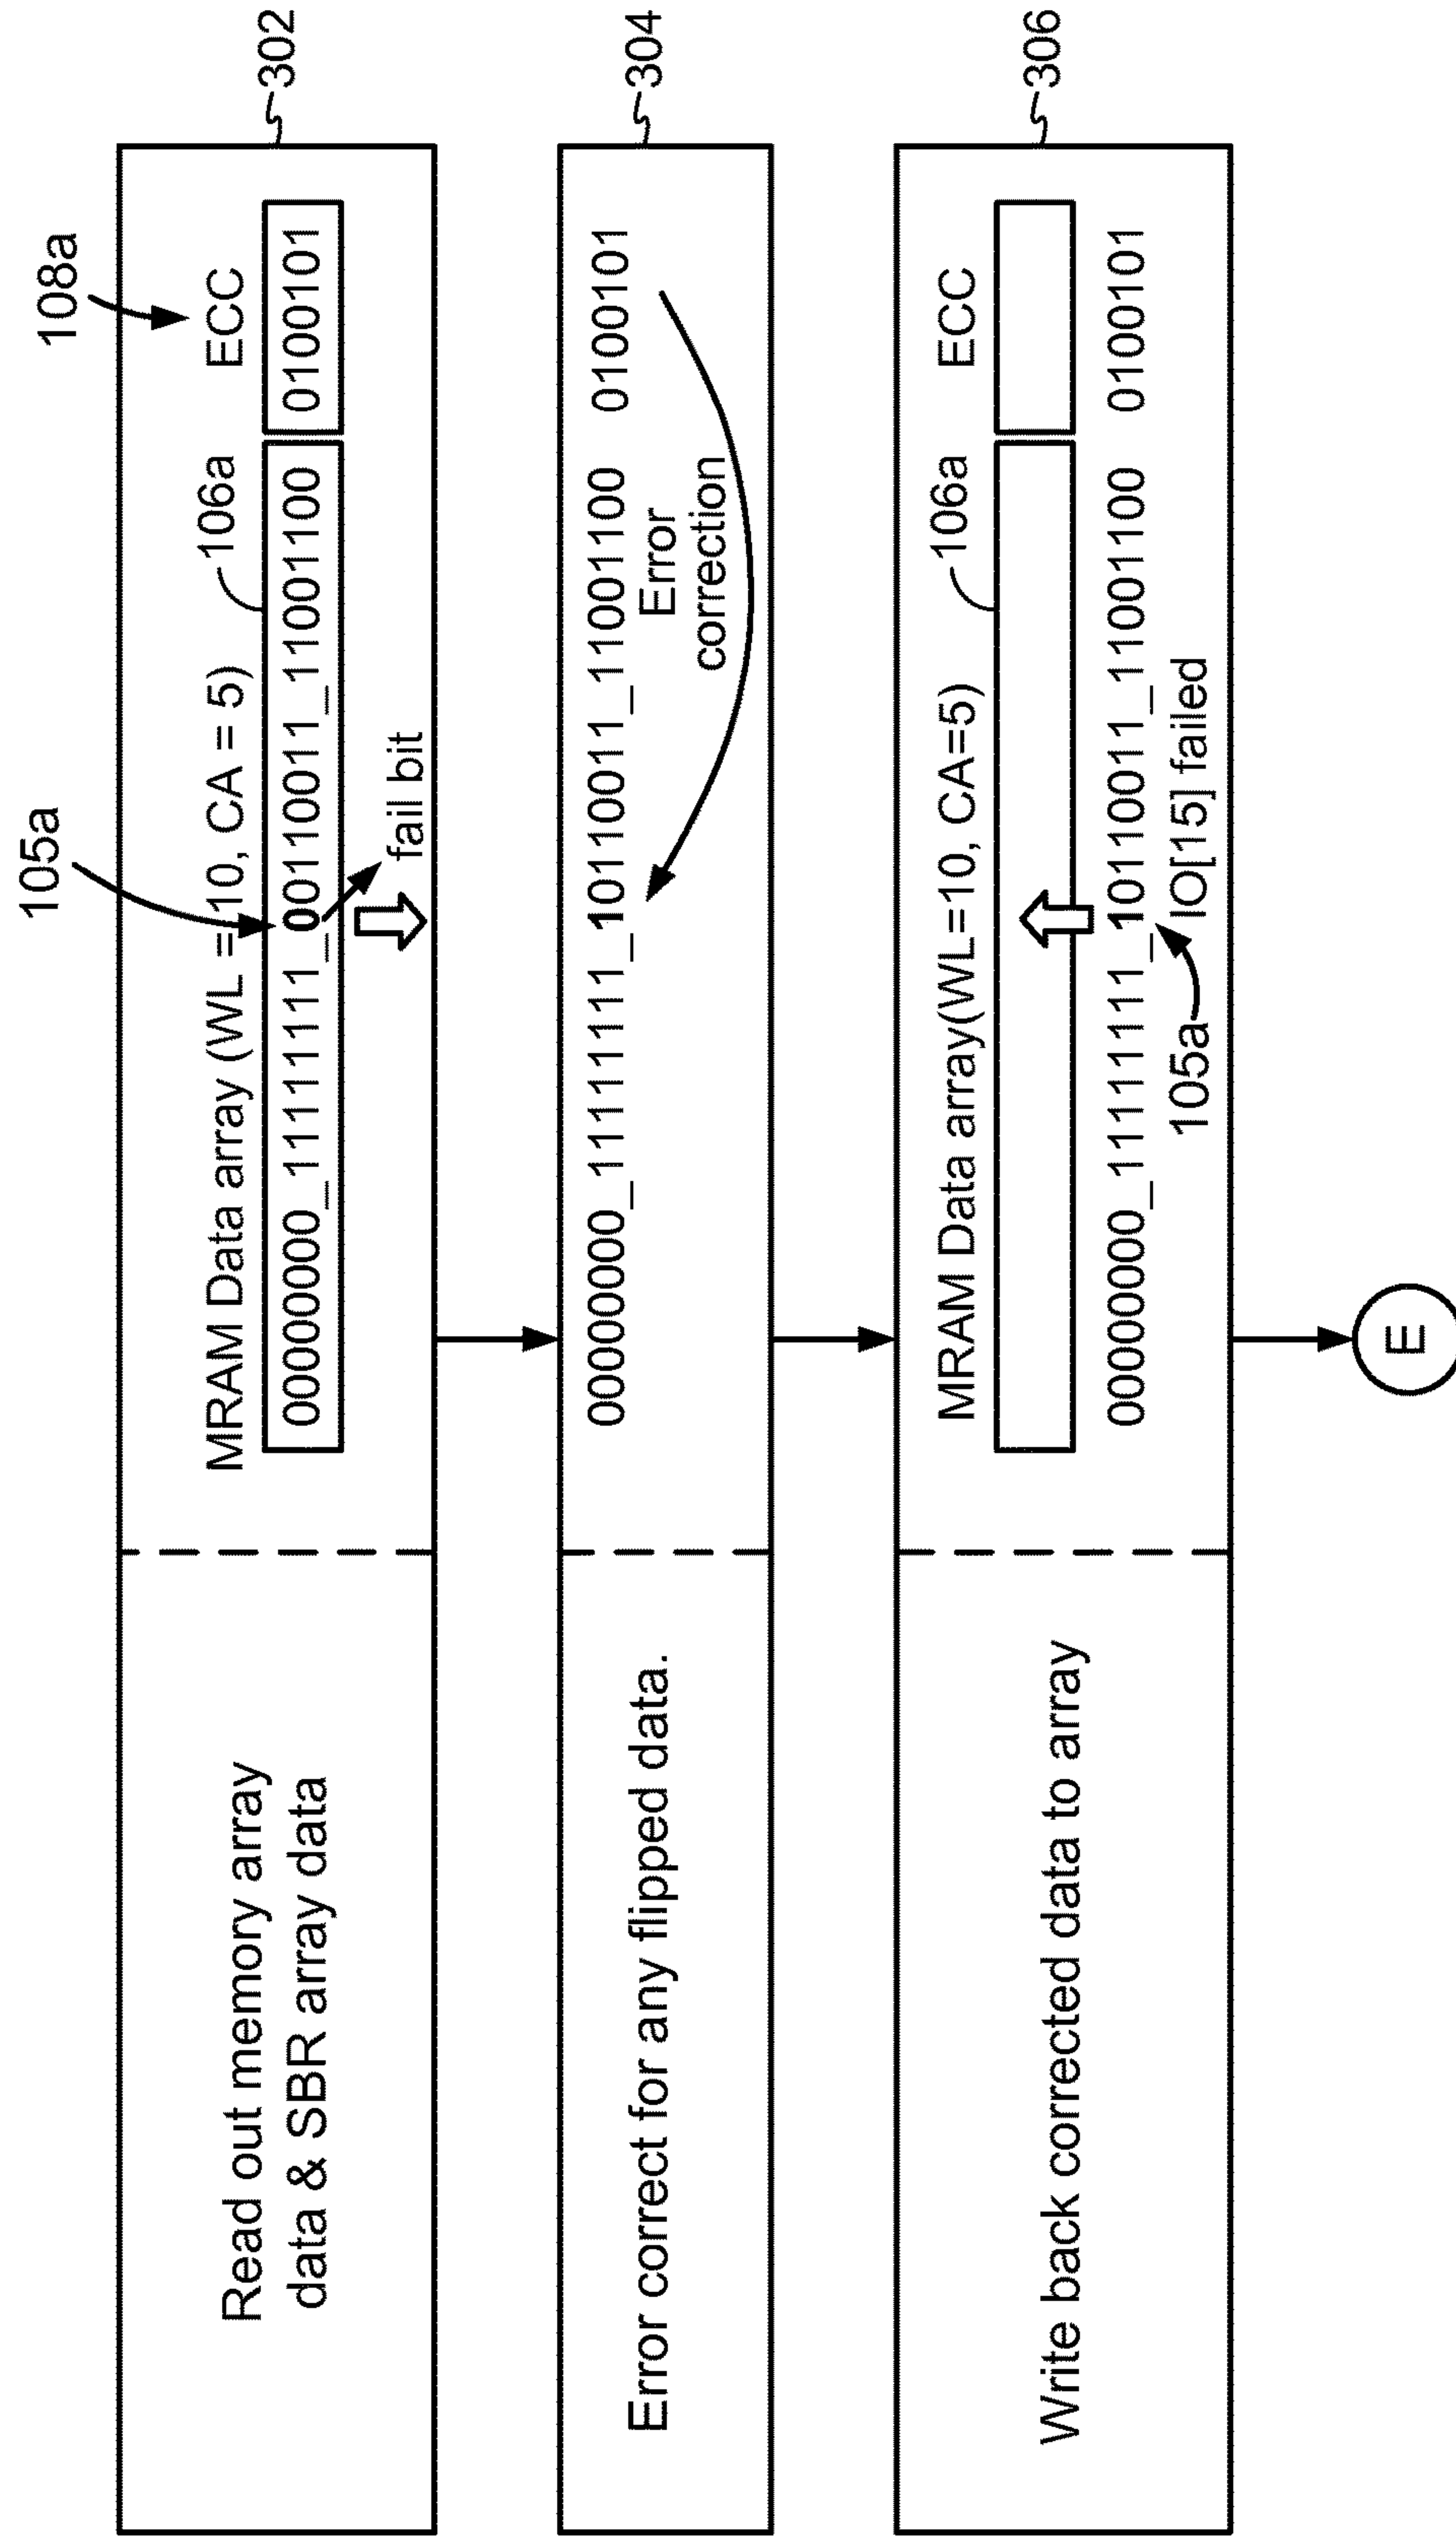 108a
105a
302
Read out memory array
data & SBR array data
MRAM Data array (WL =10, CA = 5)
ECC
106a
00000000_11111111_00110011_11001100
0100101
fail bit
304
Error correct for any flipped data.
00000000_11111111_10110011_11001100
0100101
Error
correction
306
Write back corrected data to array
MRAM Data array(WL=10, CA=5)
ECC
106a
00000000_11111111_10110011_11001100
0100101
105a
IO[15] failed
E